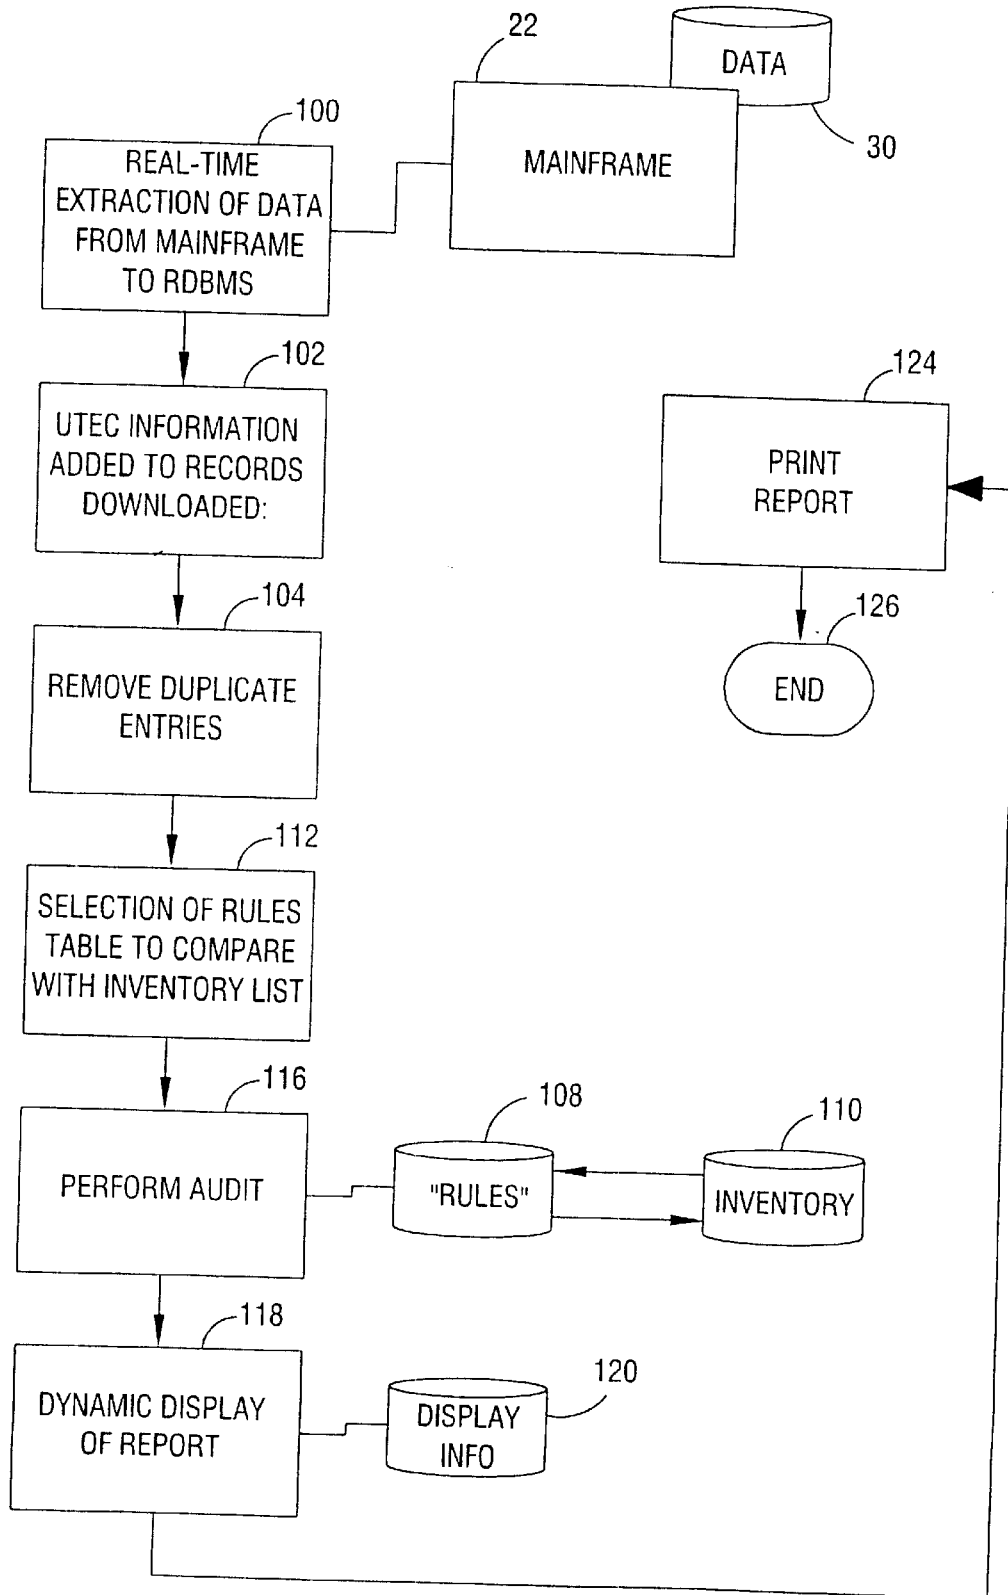 22
DATA
30
MAINFRAME
100
REAL-TIME
EXTRACTION OF DATA
FROM MAINFRAME
TO RDBMS
102
UTEC INFORMATION
ADDED TO RECORDS
DOWNLOADED:
124
PRINT
REPORT
104
REMOVE DUPLICATE
ENTRIES
126
END
112
SELECTION OF RULES
TABLE TO COMPARE
WITH INVENTORY LIST
116
PERFORM AUDIT
108
"RULES"
110
INVENTORY
118
DYNAMIC DISPLAY
OF REPORT
120
DISPLAY
INFO